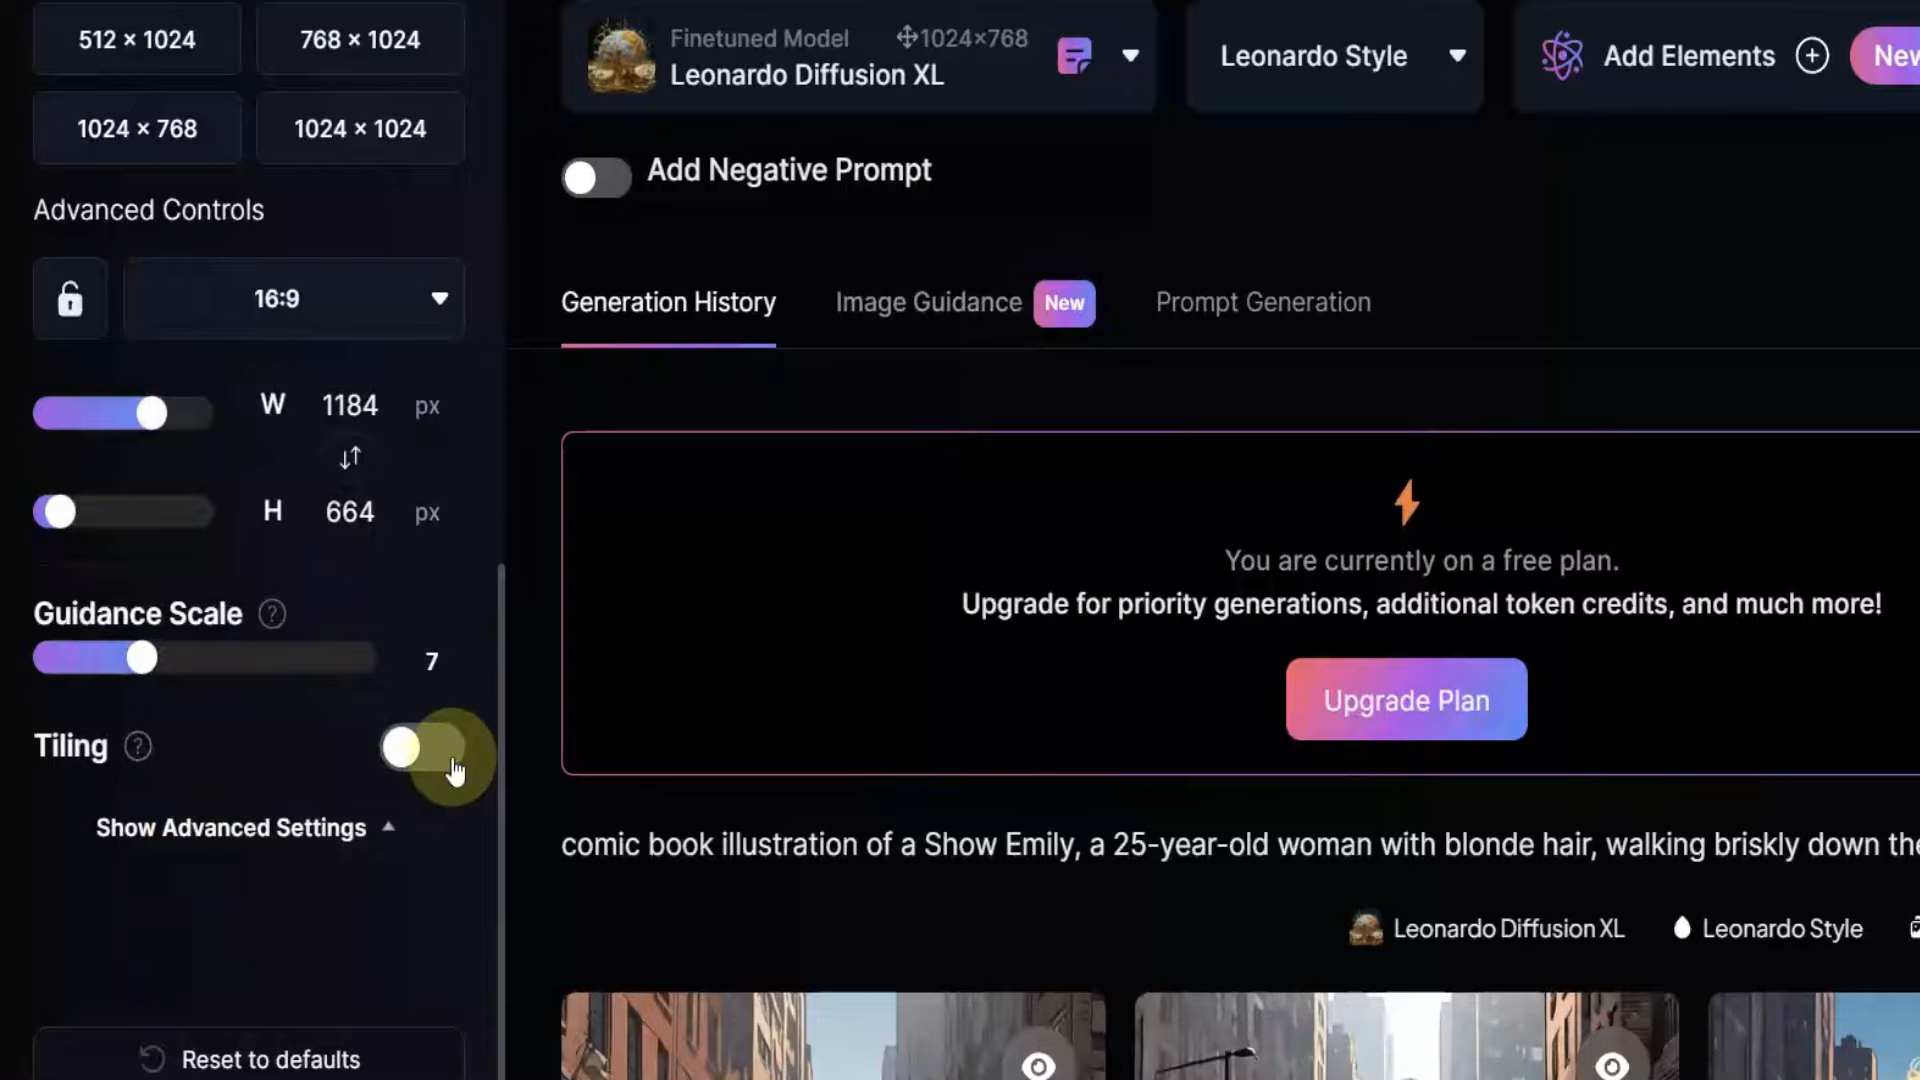 512 × 1024
768 × 1024
1024 × 768
1024 × 1024
Advanced Controls
16:9
W 1184 px
H 664 px
Guidance Scale ?
7
Tiling ?
Show Advanced Settings
Reset to defaults
Finetuned Model 1024×768
Leonardo Diffusion XL
Leonardo Style
Add Elements
New
Add Negative Prompt
Generation History
Image Guidance New
Prompt Generation
You are currently on a free plan.
Upgrade for priority generations, additional token credits, and much more!
Upgrade Plan
comic book illustration of a Show Emily, a 25-year-old woman with blonde hair, walking briskly down the
Leonardo Diffusion XL
Leonardo Style